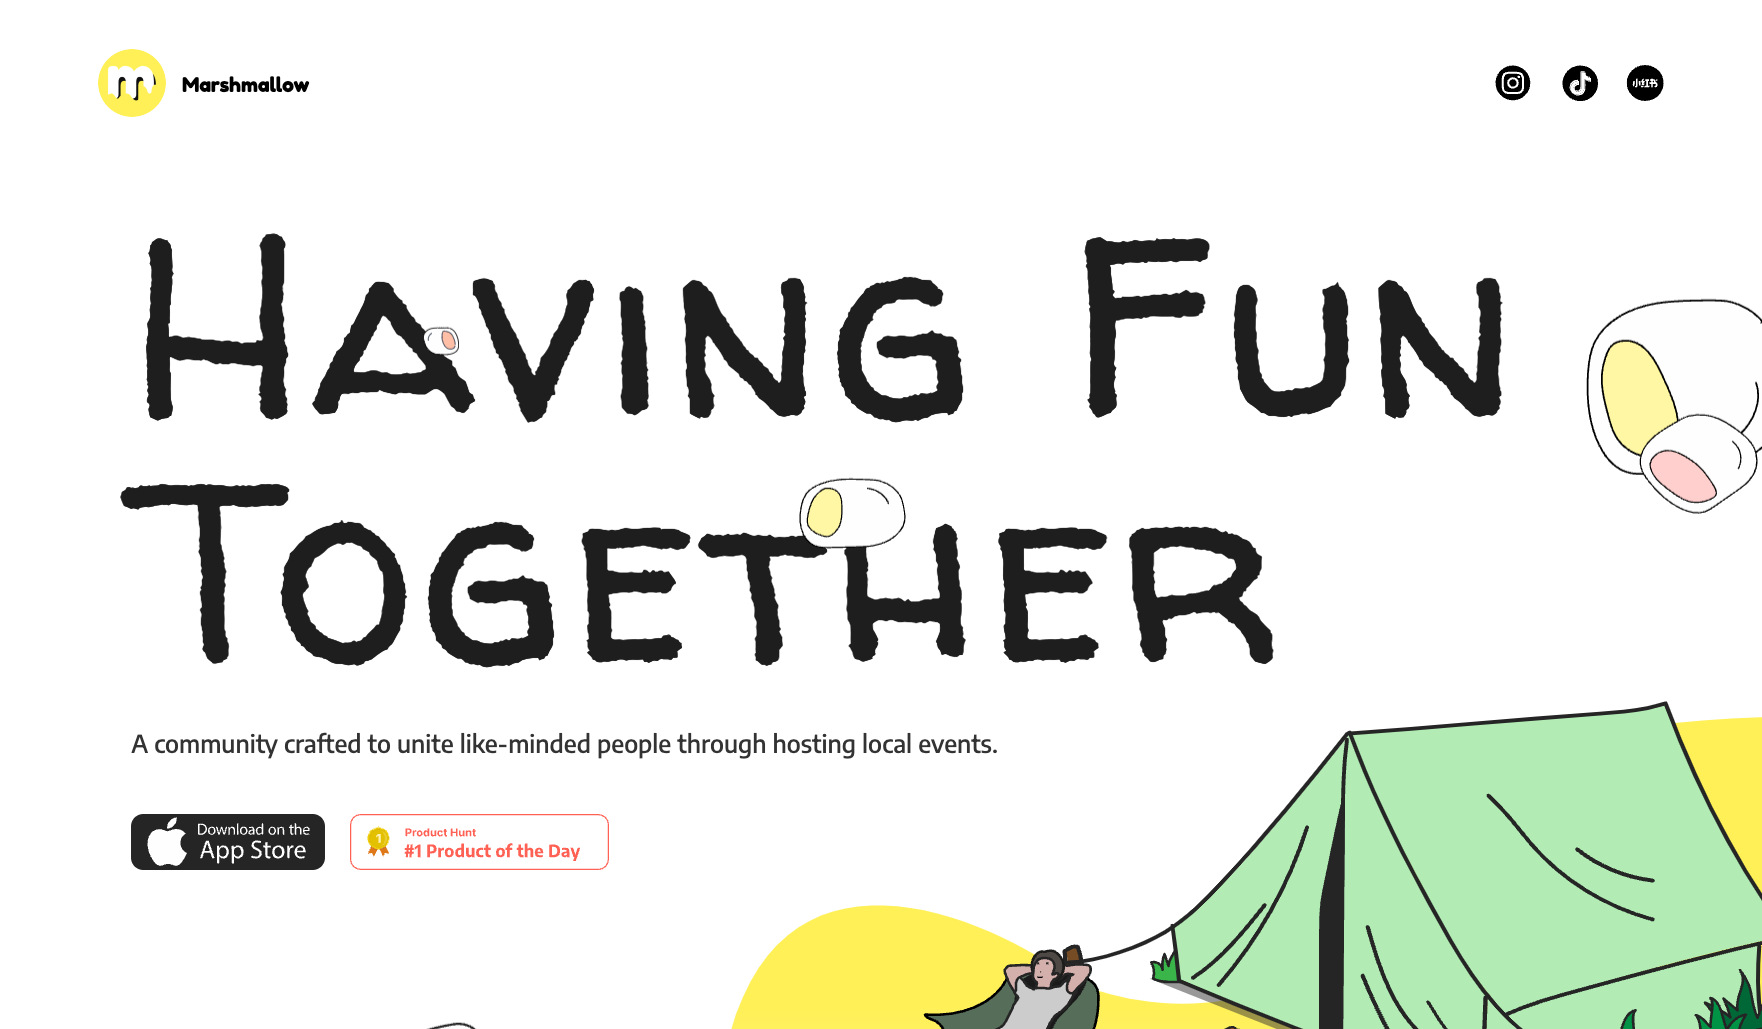 m
Marshmallow
小红书
HAVING FUN
TOGETHER
A community crafted to unite like-minded people through hosting local events.
Download on the
App Store
1
Product Hunt
#1 Product of the Day